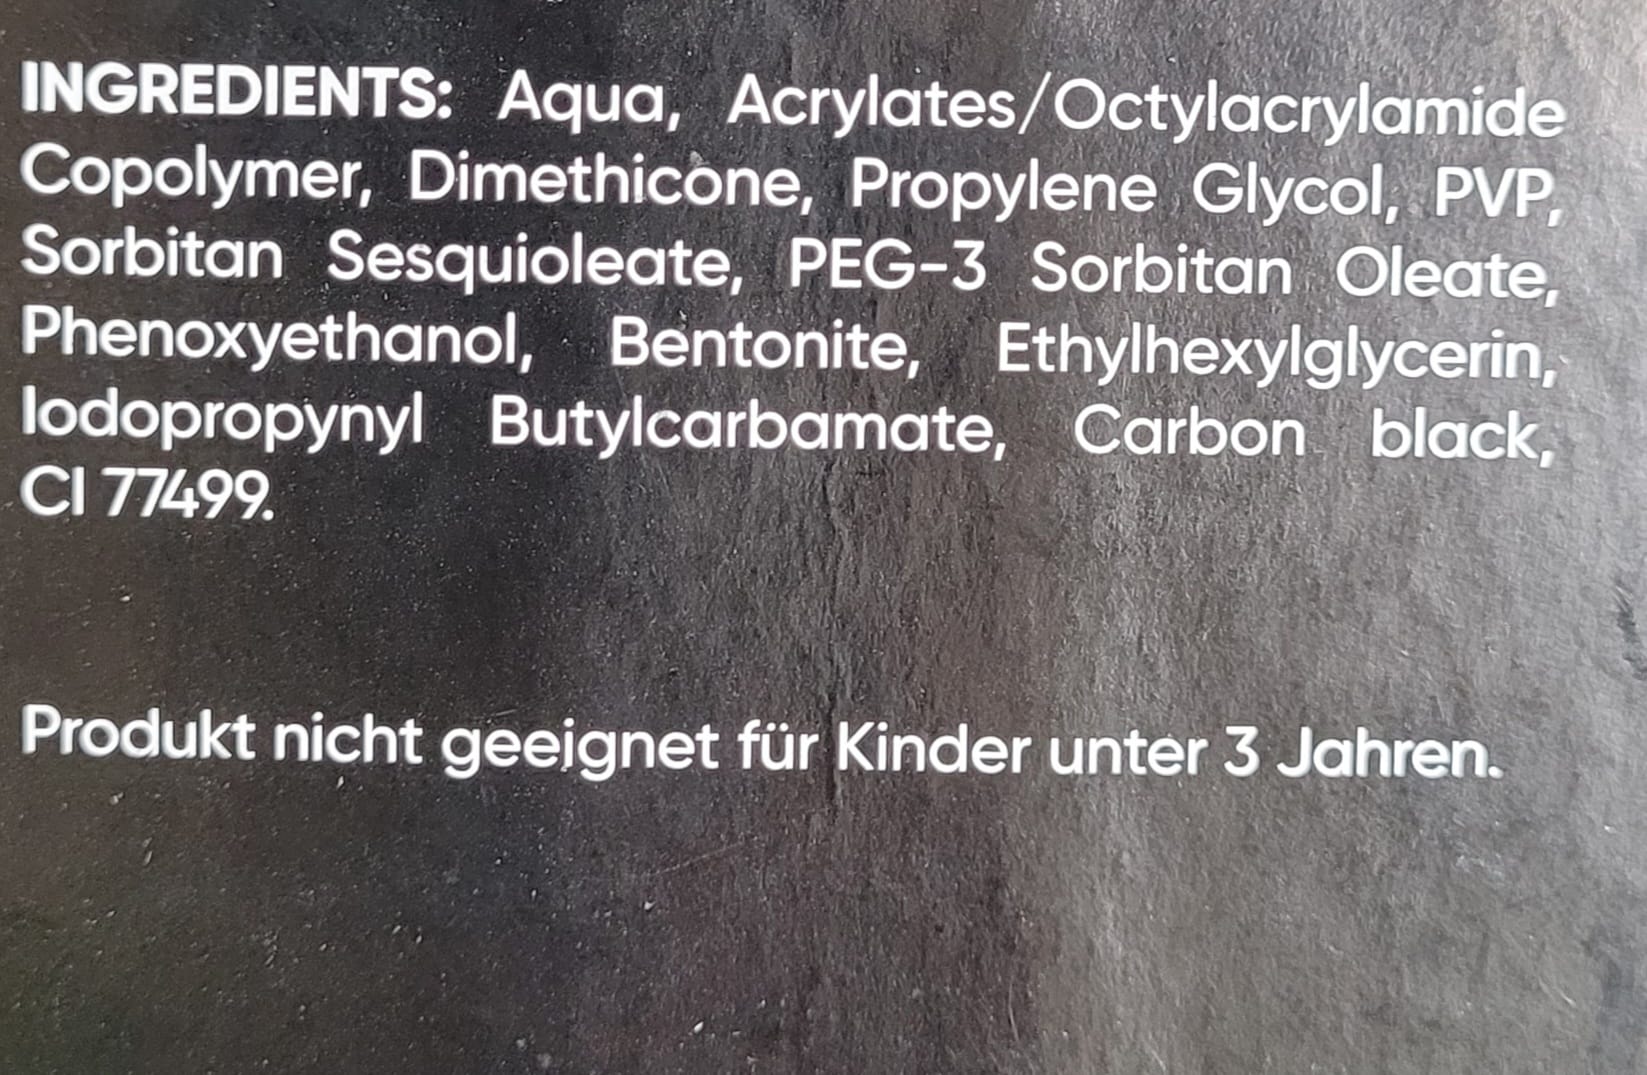 INGREDIENTS: Aqua, Acrylates/Octylacrylamide
Copolymer, Dimethicone, Propylene Glycol, PVP,
Sorbitan Sesquioleate, PEG-3 Sorbitan Oleate,
Phenoxyethanol, Bentonite, Ethylhexylglycerin,
Iodopropynyl Butylcarbamate, Carbon black,
CI 77499.
Produkt nicht geeignet für Kinder unter 3 Jahren.